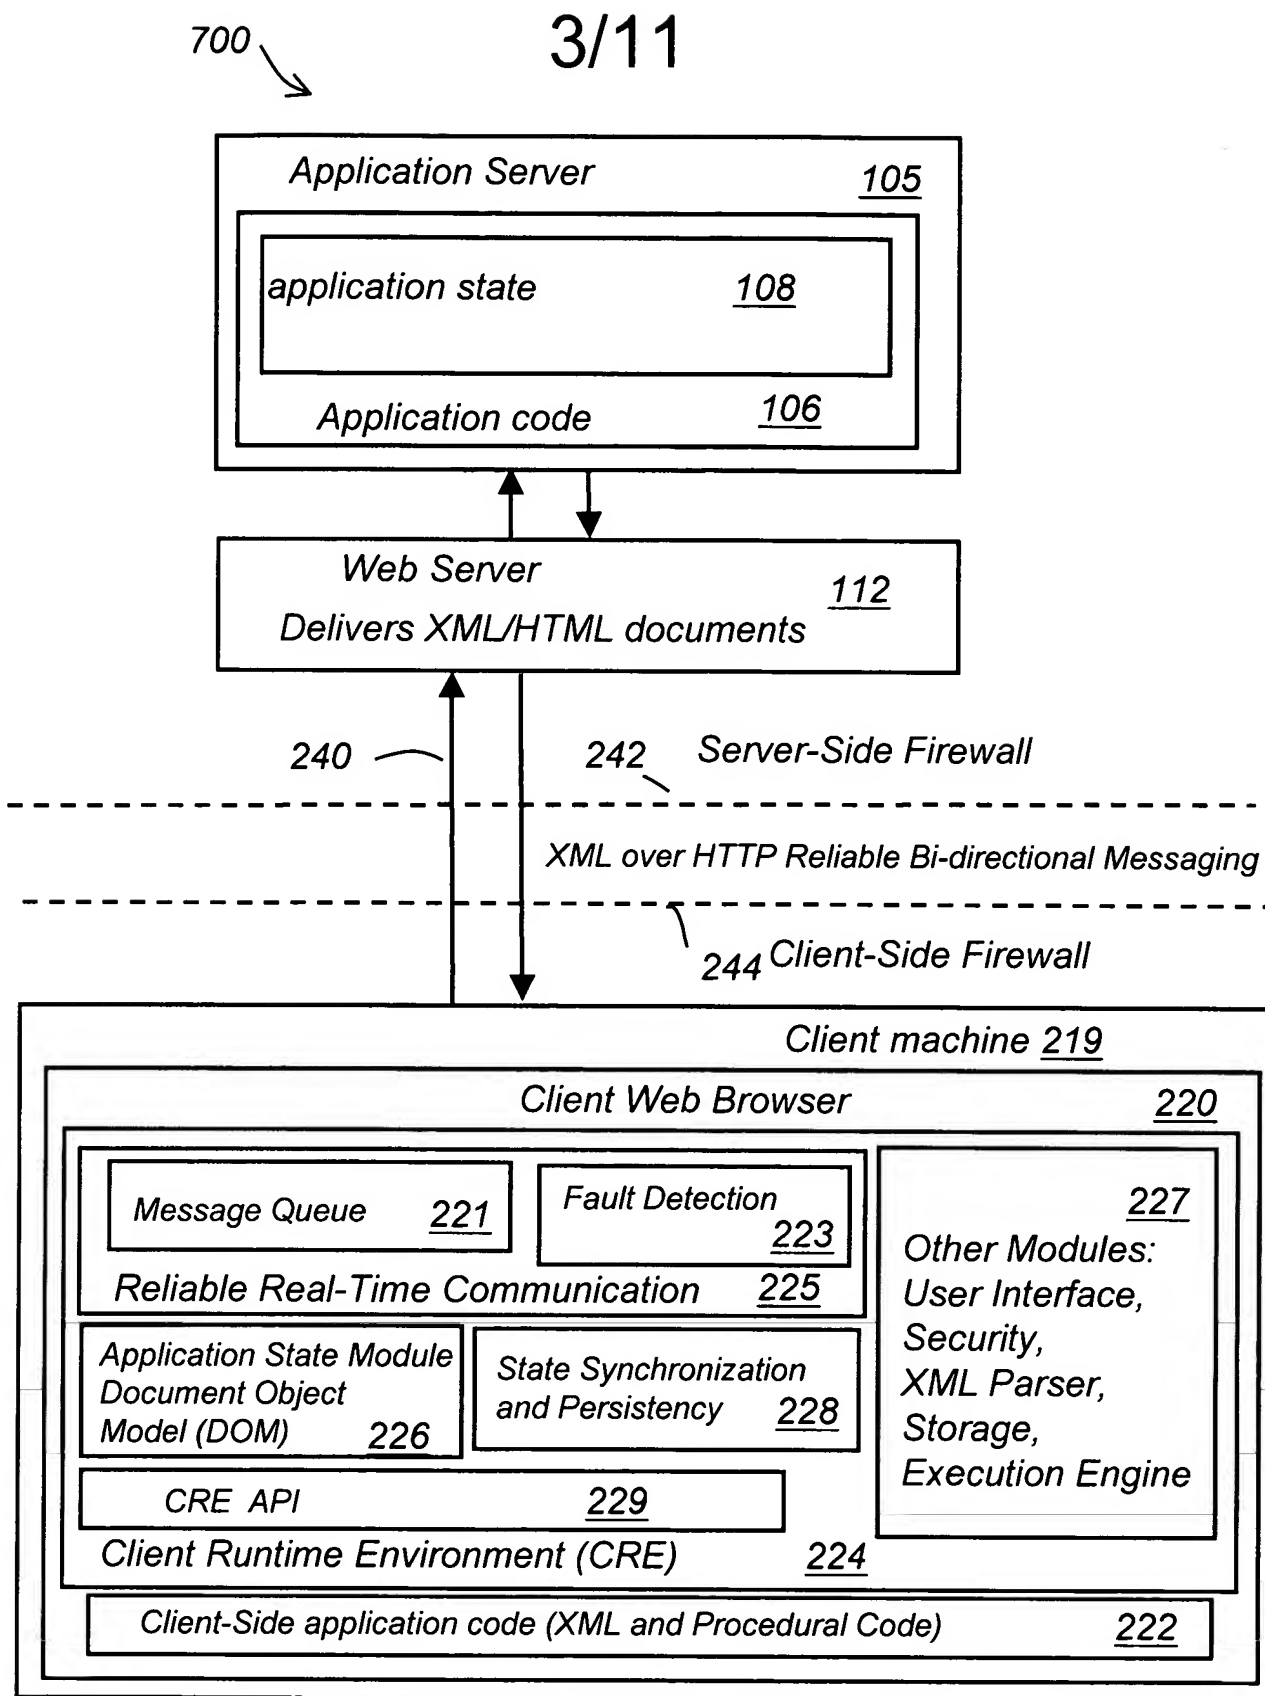 700
3/11
Application Server 105
application state 108
Application code 106
Web Server
112
Delivers XML/HTML documents
240
242
Server-Side Firewall
XML over HTTP Reliable Bi-directional Messaging
244 Client-Side Firewall
Client machine 219
Client Web Browser 220
Message Queue 221
Fault Detection
223
Reliable Real-Time Communication 225
227
Other Modules:
User Interface,
Security,
XML Parser,
Storage,
Execution Engine
Application State Module
Document Object
Model (DOM) 226
State Synchronization
and Persistency 228
CRE API 229
Client Runtime Environment (CRE) 224
Client-Side application code (XML and Procedural Code) 222